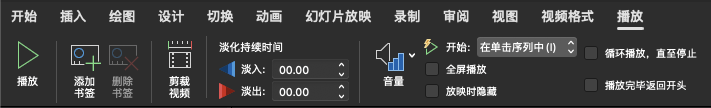 开始 插入 绘图 设计 切换 动画 幻灯片放映 录制 审阅 视图 视频格式 播放
播放
添加
书签
删除
书签
剪裁
视频
淡化持续时间
淡入: 00.00
淡出: 00.00
音量
开始: 在单击序列中 (I)
全屏播放
放映时隐藏
循环播放，直至停止
播放完毕返回开头